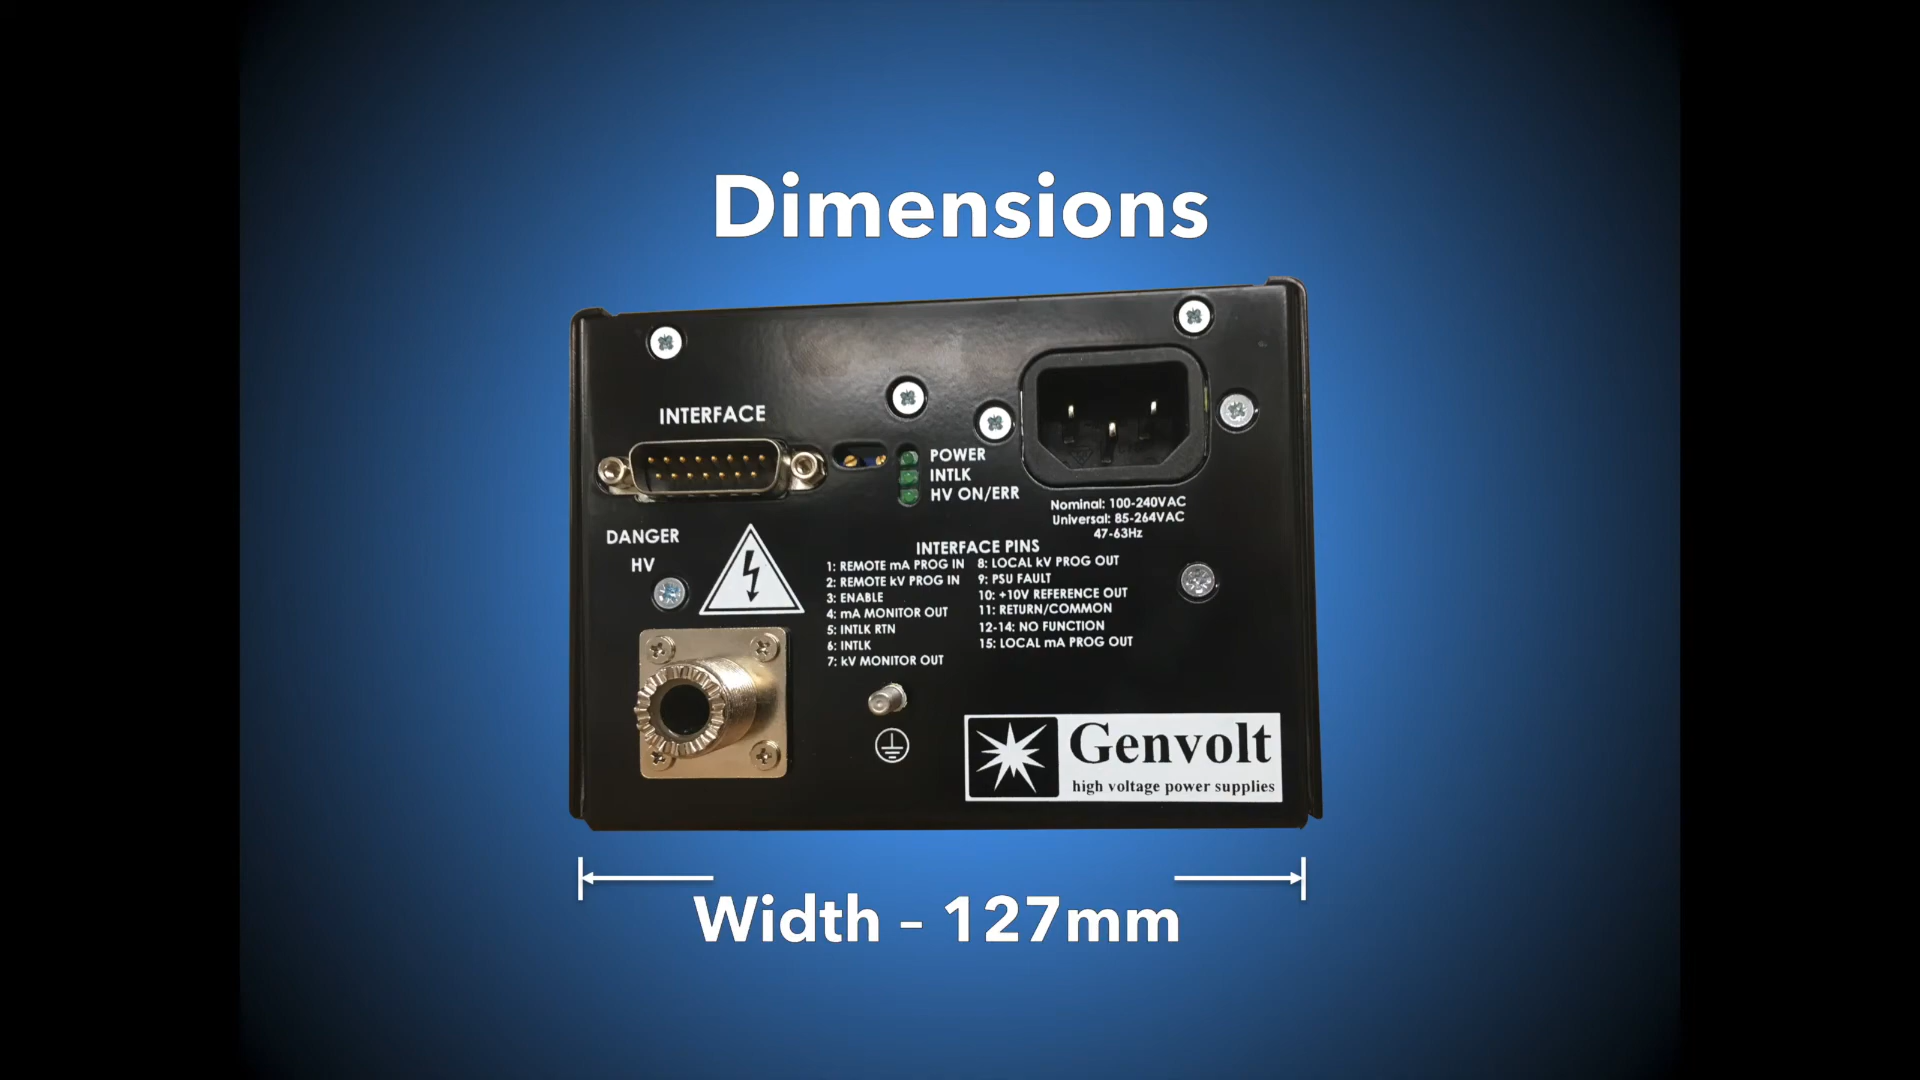 Dimensions
INTERFACE
POWER
INTLK
HV ON/ERR
Nominal: 100-240VAC
Universal: 85-264VAC
47-63Hz
DANGER
HV
INTERFACE PINS
1: REMOTE mA PROG IN
2: REMOTE kV PROG IN
3: ENABLE
4: mA MONITOR OUT
5: INTLK RTN
6: INTLK
7: kV MONITOR OUT
8: LOCAL kV PROG OUT
9: PSU FAULT
10: +10V REFERENCE OUT
11: RETURN/COMMON
12-14: NO FUNCTION
15: LOCAL mA PROG OUT
Genvolt
high voltage power supplies
Width – 127mm